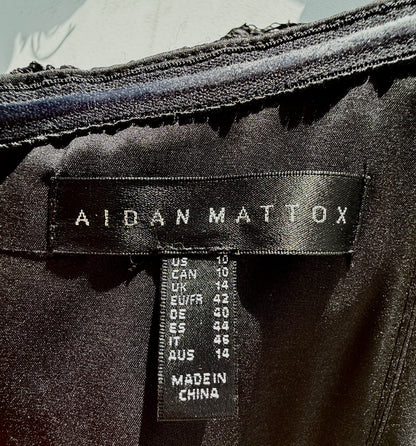 AIDAN MATTOX
US 10
CAN 10
UK 14
EU/FR 42
DE 40
ES 44
IT 46
AUS 14
MADE IN
CHINA